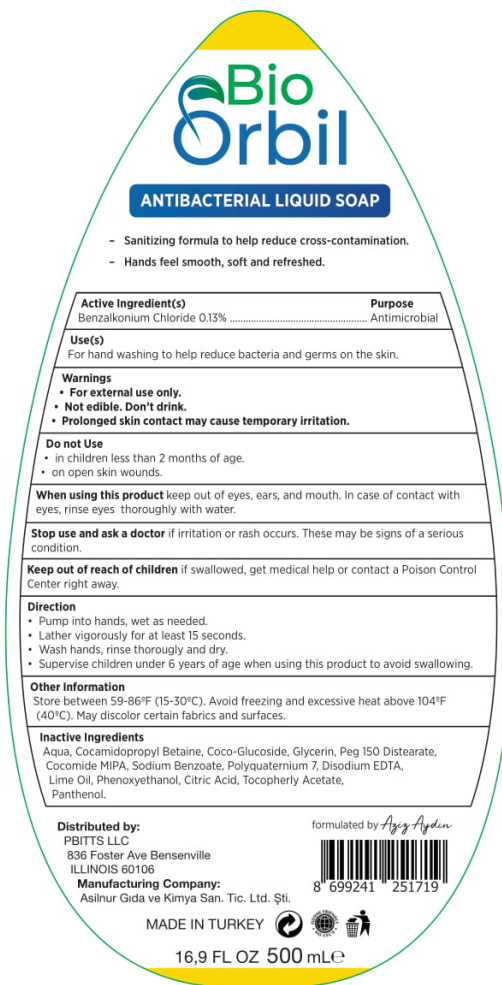 Bio
Orbil
ANTIBACTERIAL LIQUID SOAP
– Sanitizing formula to help reduce cross-contamination.
– Hands feel smooth, soft and refreshed.
Active Ingredient(s) Purpose
Benzalkonium Chloride 0.13% .................................................... Antimicrobial
Use(s)
For hand washing to help reduce bacteria and germs on the skin.
Warnings
• For external use only.
• Not edible. Don't drink.
• Prolonged skin contact may cause temporary irritation.
Do not Use
• in children less than 2 months of age.
• on open skin wounds.
When using this product keep out of eyes, ears, and mouth. In case of contact with
eyes, rinse eyes thoroughly with water.
Stop use and ask a doctor if irritation or rash occurs. These may be signs of a serious
condition.
Keep out of reach of children if swallowed, get medical help or contact a Poison Control
Center right away.
Direction
• Pump into hands, wet as needed.
• Lather vigorously for at least 15 seconds.
• Wash hands, rinse thorougly and dry.
• Supervise children under 6 years of age when using this product to avoid swallowing.
Other Information
Store between 59-86ºF (15-30ºC). Avoid freezing and excessive heat above 104ºF
(40ºC). May discolor certain fabrics and surfaces.
Inactive Ingredients
Aqua, Cocamidopropyl Betaine, Coco-Glucoside, Glycerin, Peg 150 Distearate,
Cocomide MIPA, Sodium Benzoate, Polyquaternium 7, Disodium EDTA,
Lime Oil, Phenoxyethanol, Citric Acid, Tocopherly Acetate,
Panthenol.
Distributed by:
PBITTS LLC
836 Foster Ave Bensenville
ILLINOIS 60106
Manufacturing Company:
Asilnur Gıda ve Kimya San. Tic. Ltd. Şti.
formulated by Aziz Aydın
8 699241 251719
MADE IN TURKEY
16,9 FL OZ 500 mL℮